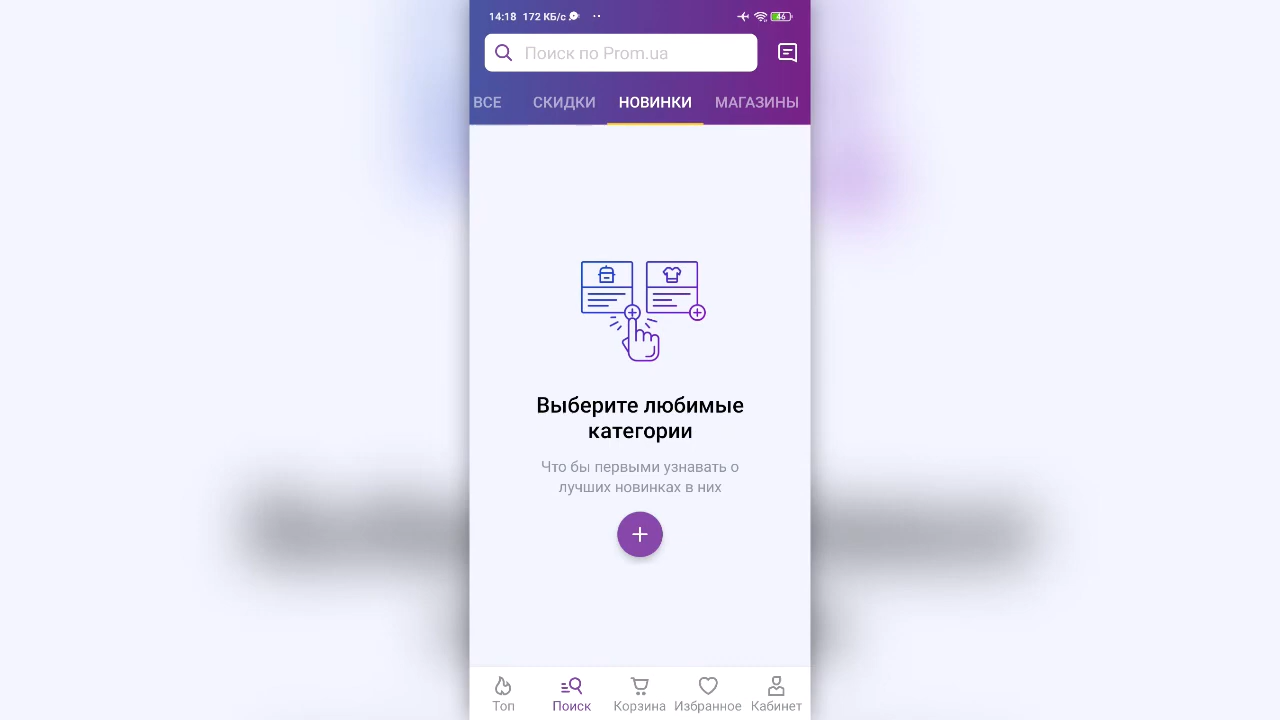 14:18 172 КБ/с
46
Поиск по Prom.ua
ВСЕ СКИДКИ НОВИНКИ МАГАЗИНЫ
Выберите любимые
категории
Что бы первыми узнавать о
лучших новинках в них
Топ Поиск Корзина Избранное Кабинет